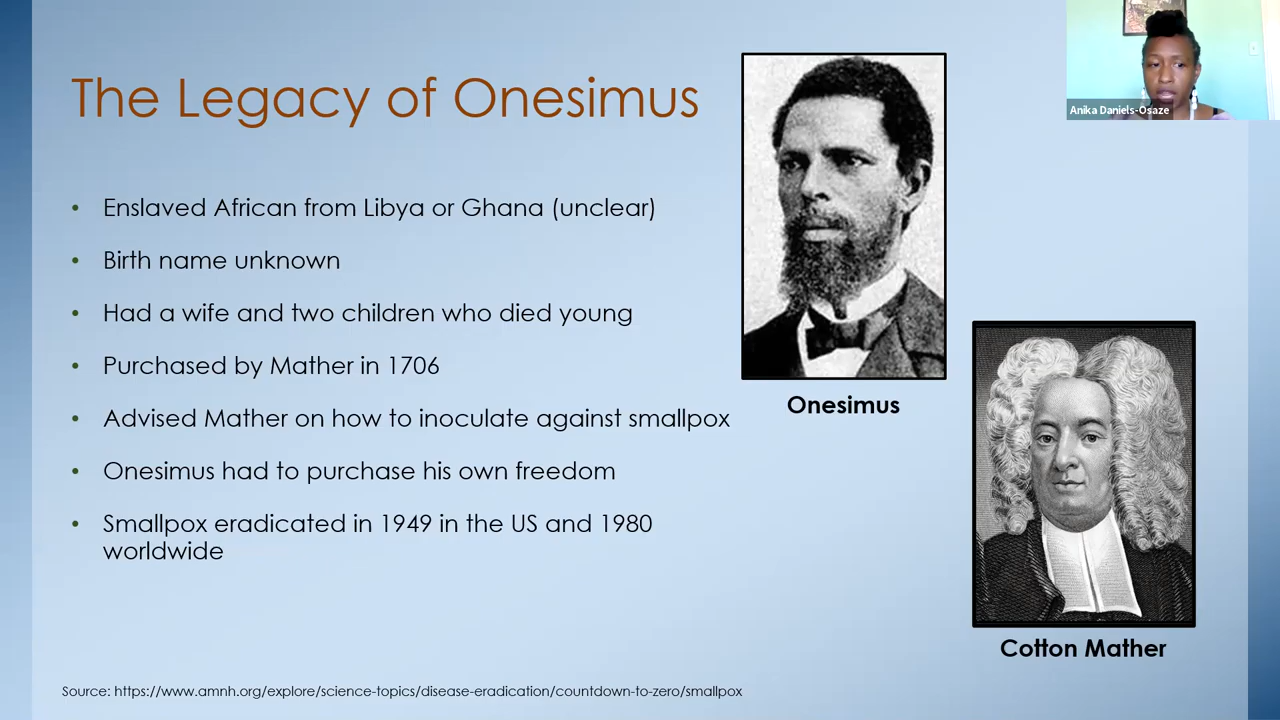 The Legacy of Onesimus
• Enslaved African from Libya or Ghana (unclear)
• Birth name unknown
• Had a wife and two children who died young
• Purchased by Mather in 1706
• Advised Mather on how to inoculate against smallpox
• Onesimus had to purchase his own freedom
• Smallpox eradicated in 1949 in the US and 1980
worldwide
Onesimus
Cotton Mather
Anika Daniels-Osaze
Source: https://www.amnh.org/explore/science-topics/disease-eradication/countdown-to-zero/smallpox